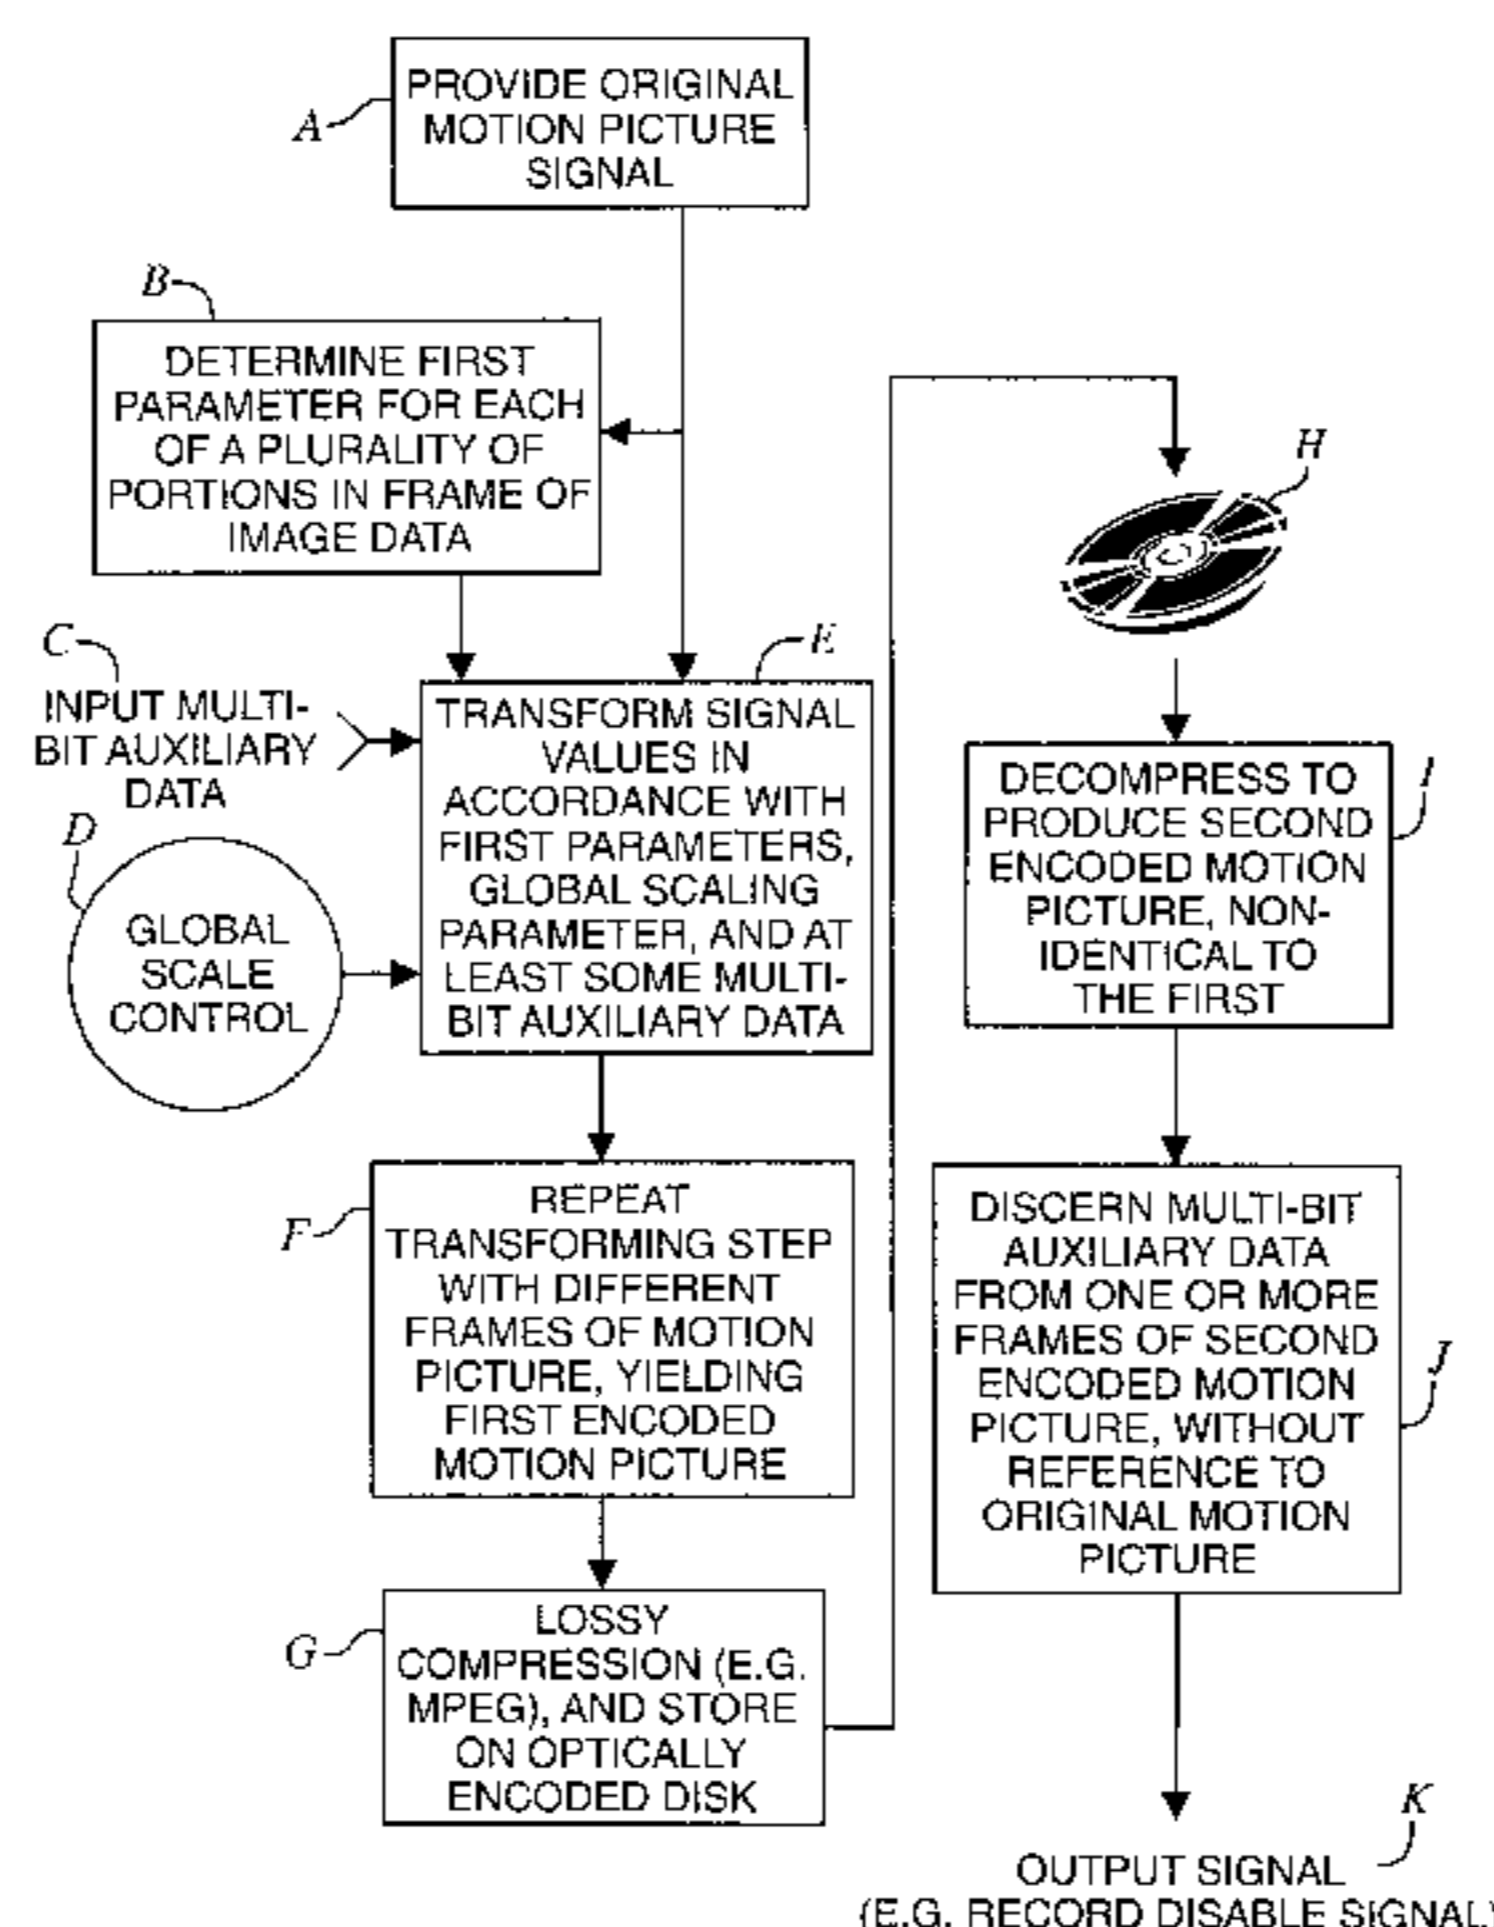 A
PROVIDE ORIGINAL
MOTION PICTURE
SIGNAL
B
DETERMINE FIRST
PARAMETER FOR EACH
OF A PLURALITY OF
PORTIONS IN FRAME OF
IMAGE DATA
C
INPUT MULTI-
BIT AUXILIARY
DATA
D
GLOBAL
SCALE
CONTROL
E
TRANSFORM SIGNAL
VALUES IN
ACCORDANCE WITH
FIRST PARAMETERS,
GLOBAL SCALING
PARAMETER, AND AT
LEAST SOME MULTI-
BIT AUXILIARY DATA
F
REPEAT
TRANSFORMING STEP
WITH DIFFERENT
FRAMES OF MOTION
PICTURE, YIELDING
FIRST ENCODED
MOTION PICTURE
G
LOSSY
COMPRESSION (E.G.
MPEG), AND STORE
ON OPTICALLY
ENCODED DISK
H
I
DECOMPRESS TO
PRODUCE SECOND
ENCODED MOTION
PICTURE, NON-
IDENTICAL TO
THE FIRST
J
DISCERN MULTI-BIT
AUXILIARY DATA
FROM ONE OR MORE
FRAMES OF SECOND
ENCODED MOTION
PICTURE, WITHOUT
REFERENCE TO
ORIGINAL MOTION
PICTURE
K
OUTPUT SIGNAL
(E.G. RECORD DISABLE SIGNAL)